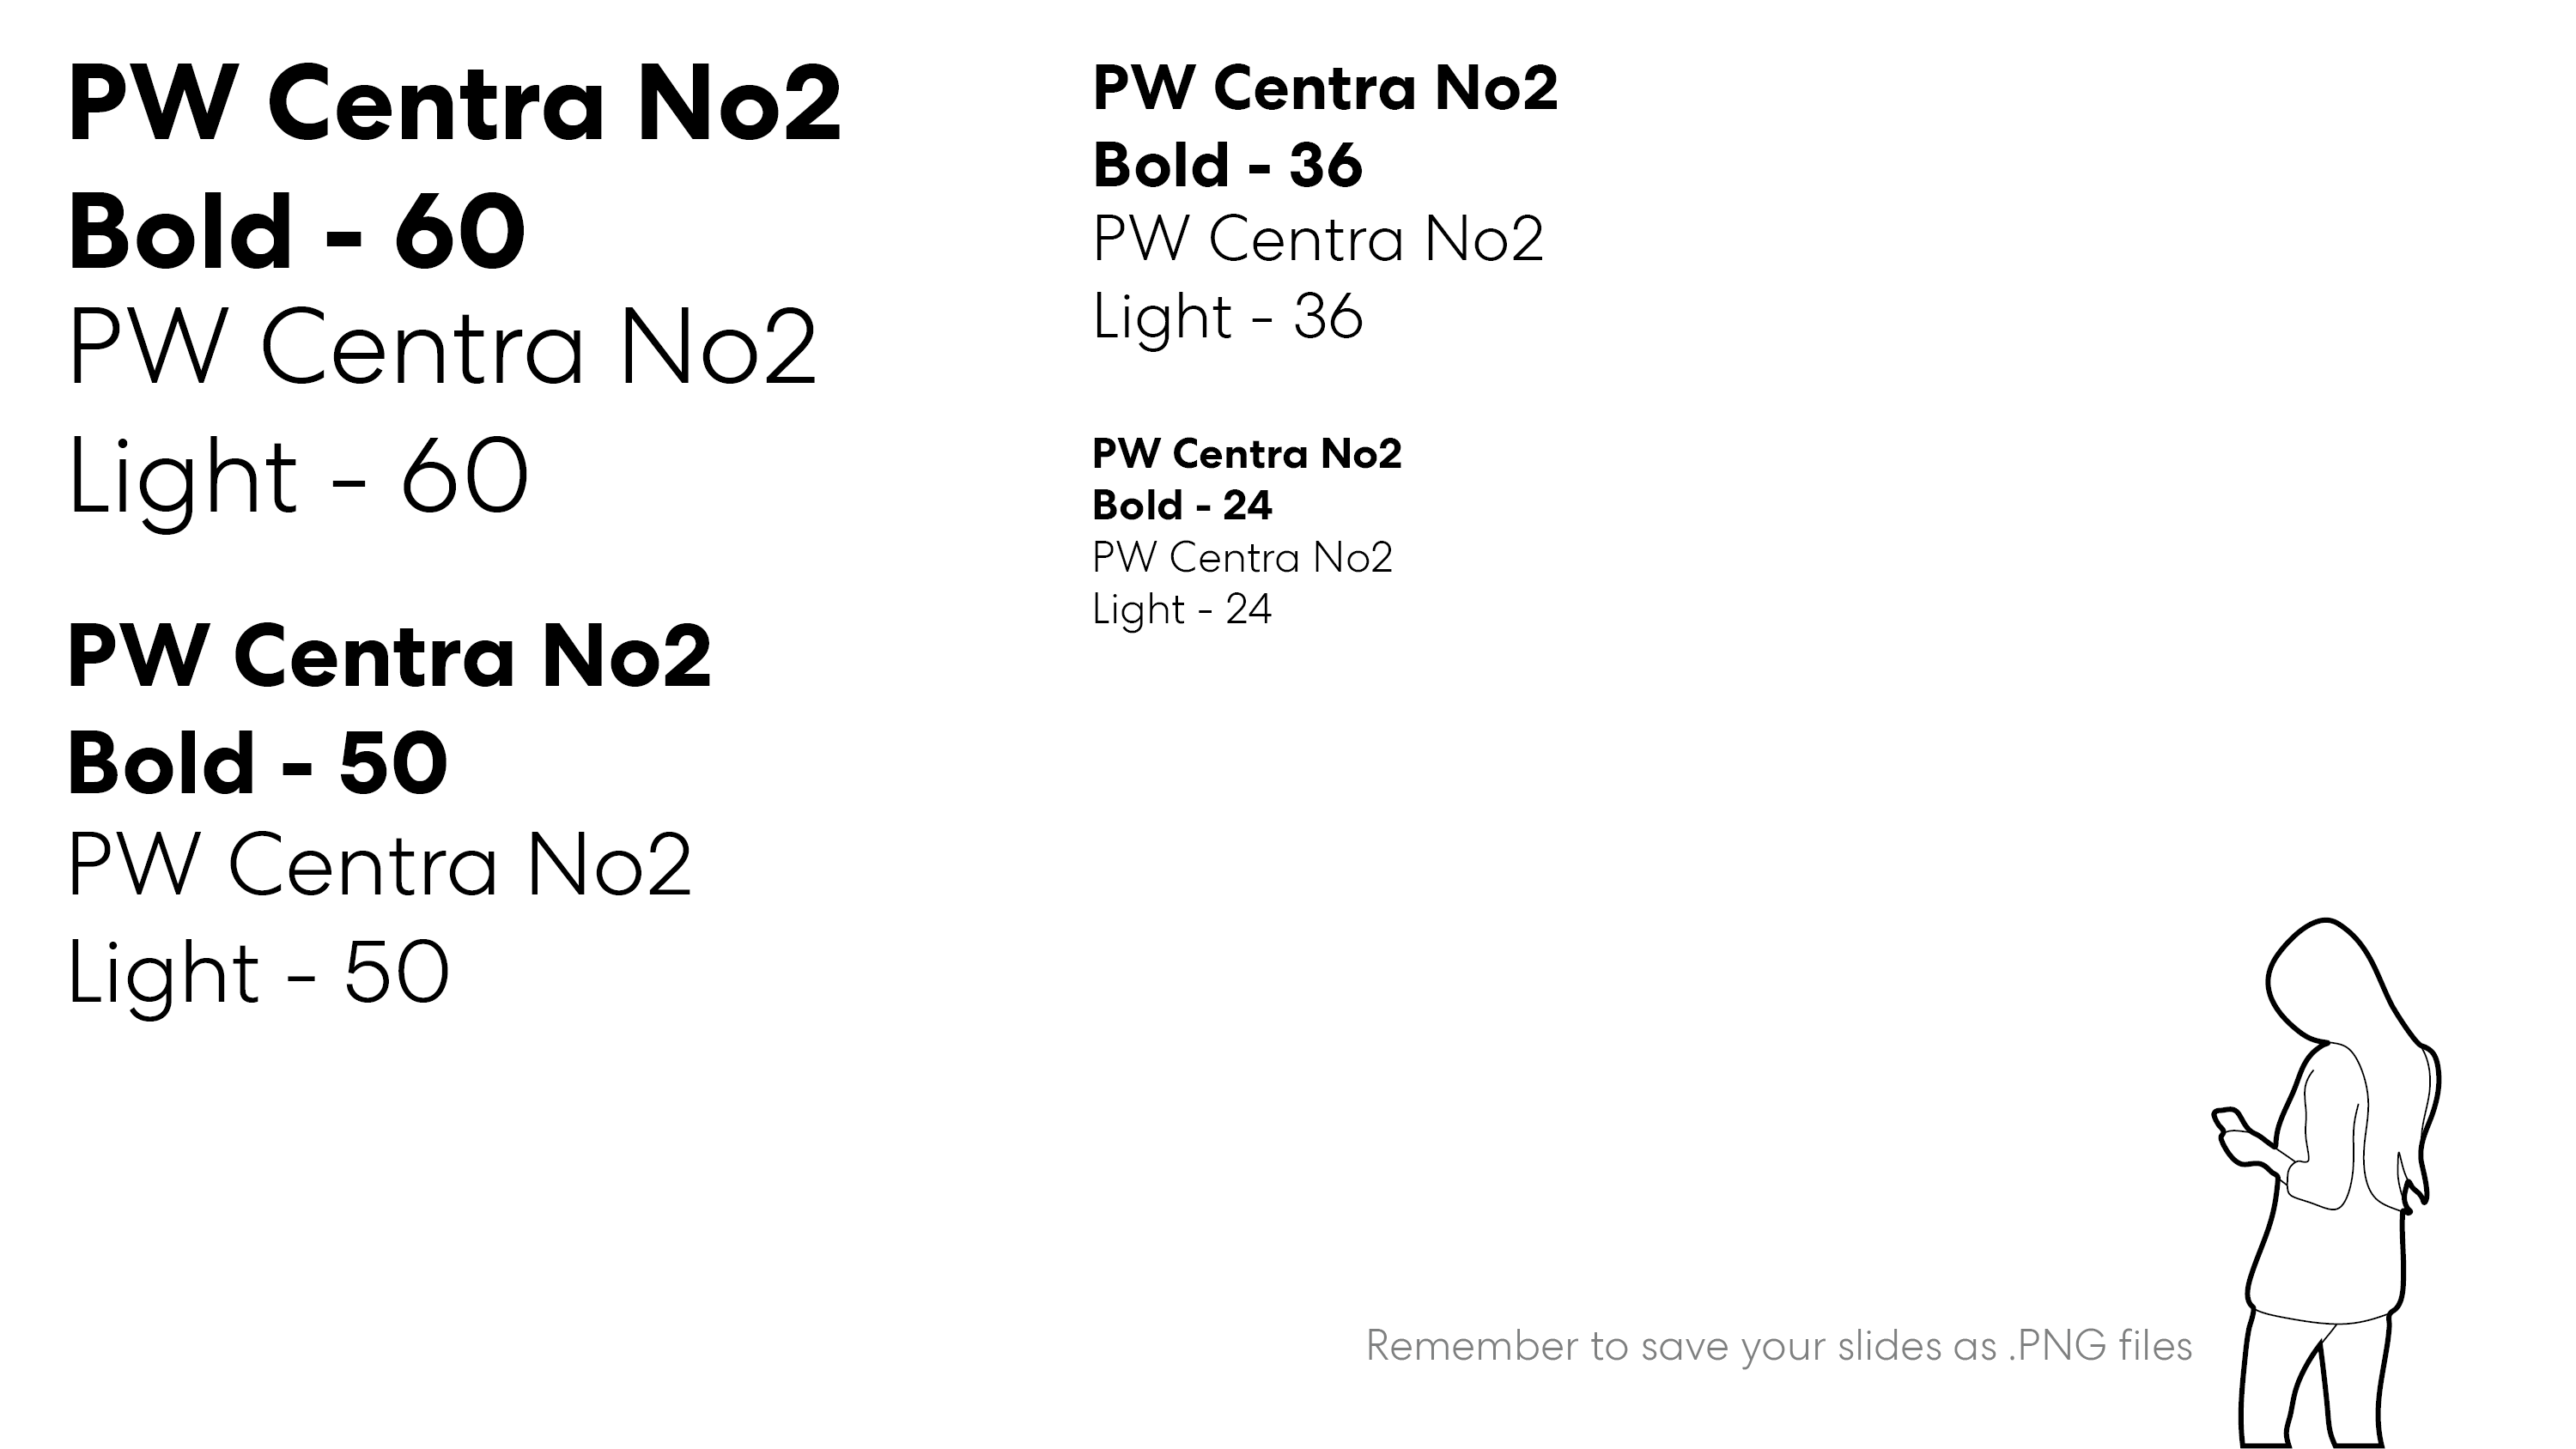 PW Centra No2
Bold - 60
PW Centra No2
Light - 60
PW Centra No2
Bold - 50
PW Centra No2
Light - 50
PW Centra No2
Bold - 36
PW Centra No2
Light - 36
PW Centra No2
Bold - 24
PW Centra No2
Light - 24
Remember to save your slides as .PNG files